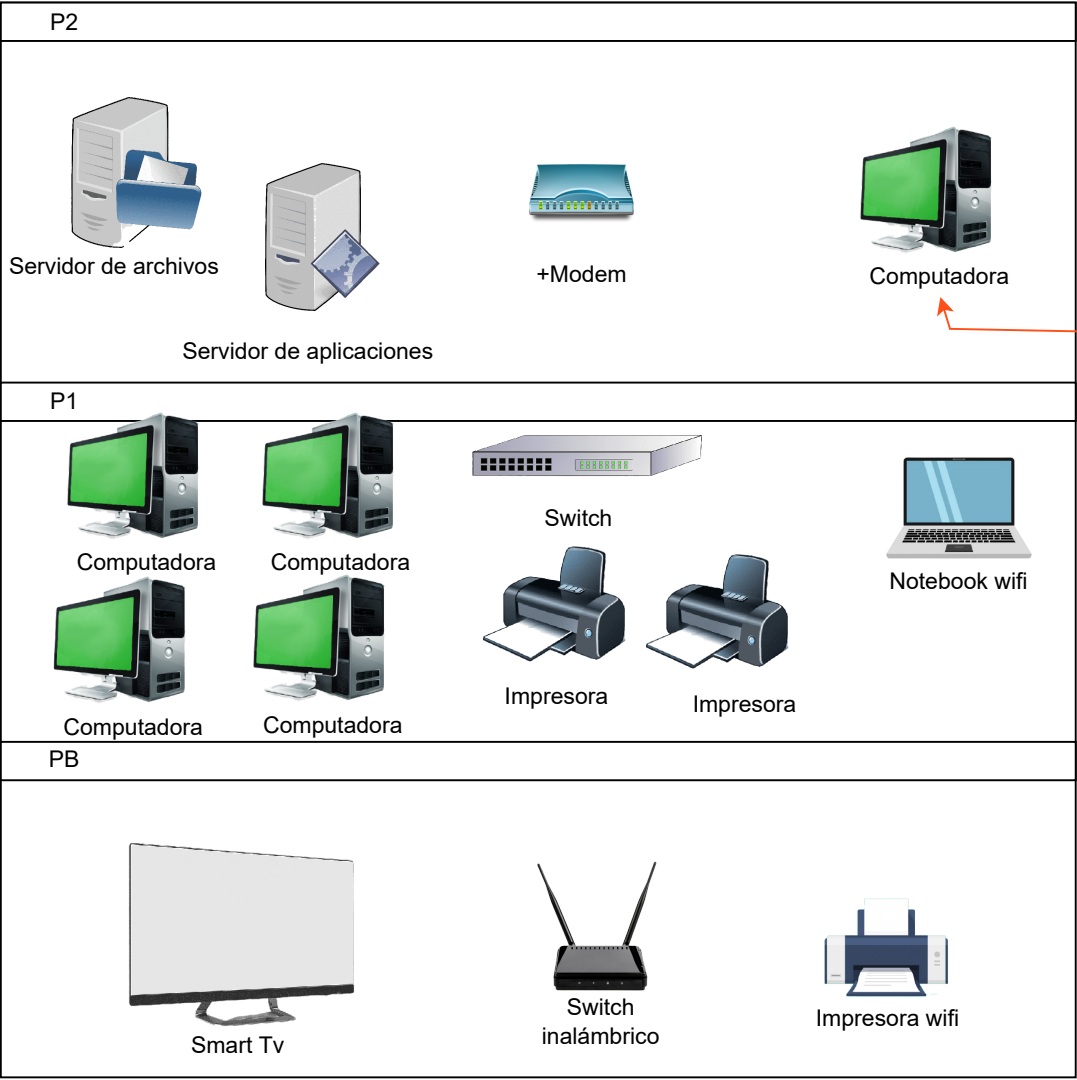 P2
Servidor de archivos
+Modem
Computadora
Servidor de aplicaciones
P1
Switch
Computadora
Computadora
Notebook wifi
Impresora
Impresora
Computadora
Computadora
PB
Smart Tv
Switch
inalámbrico
Impresora wifi